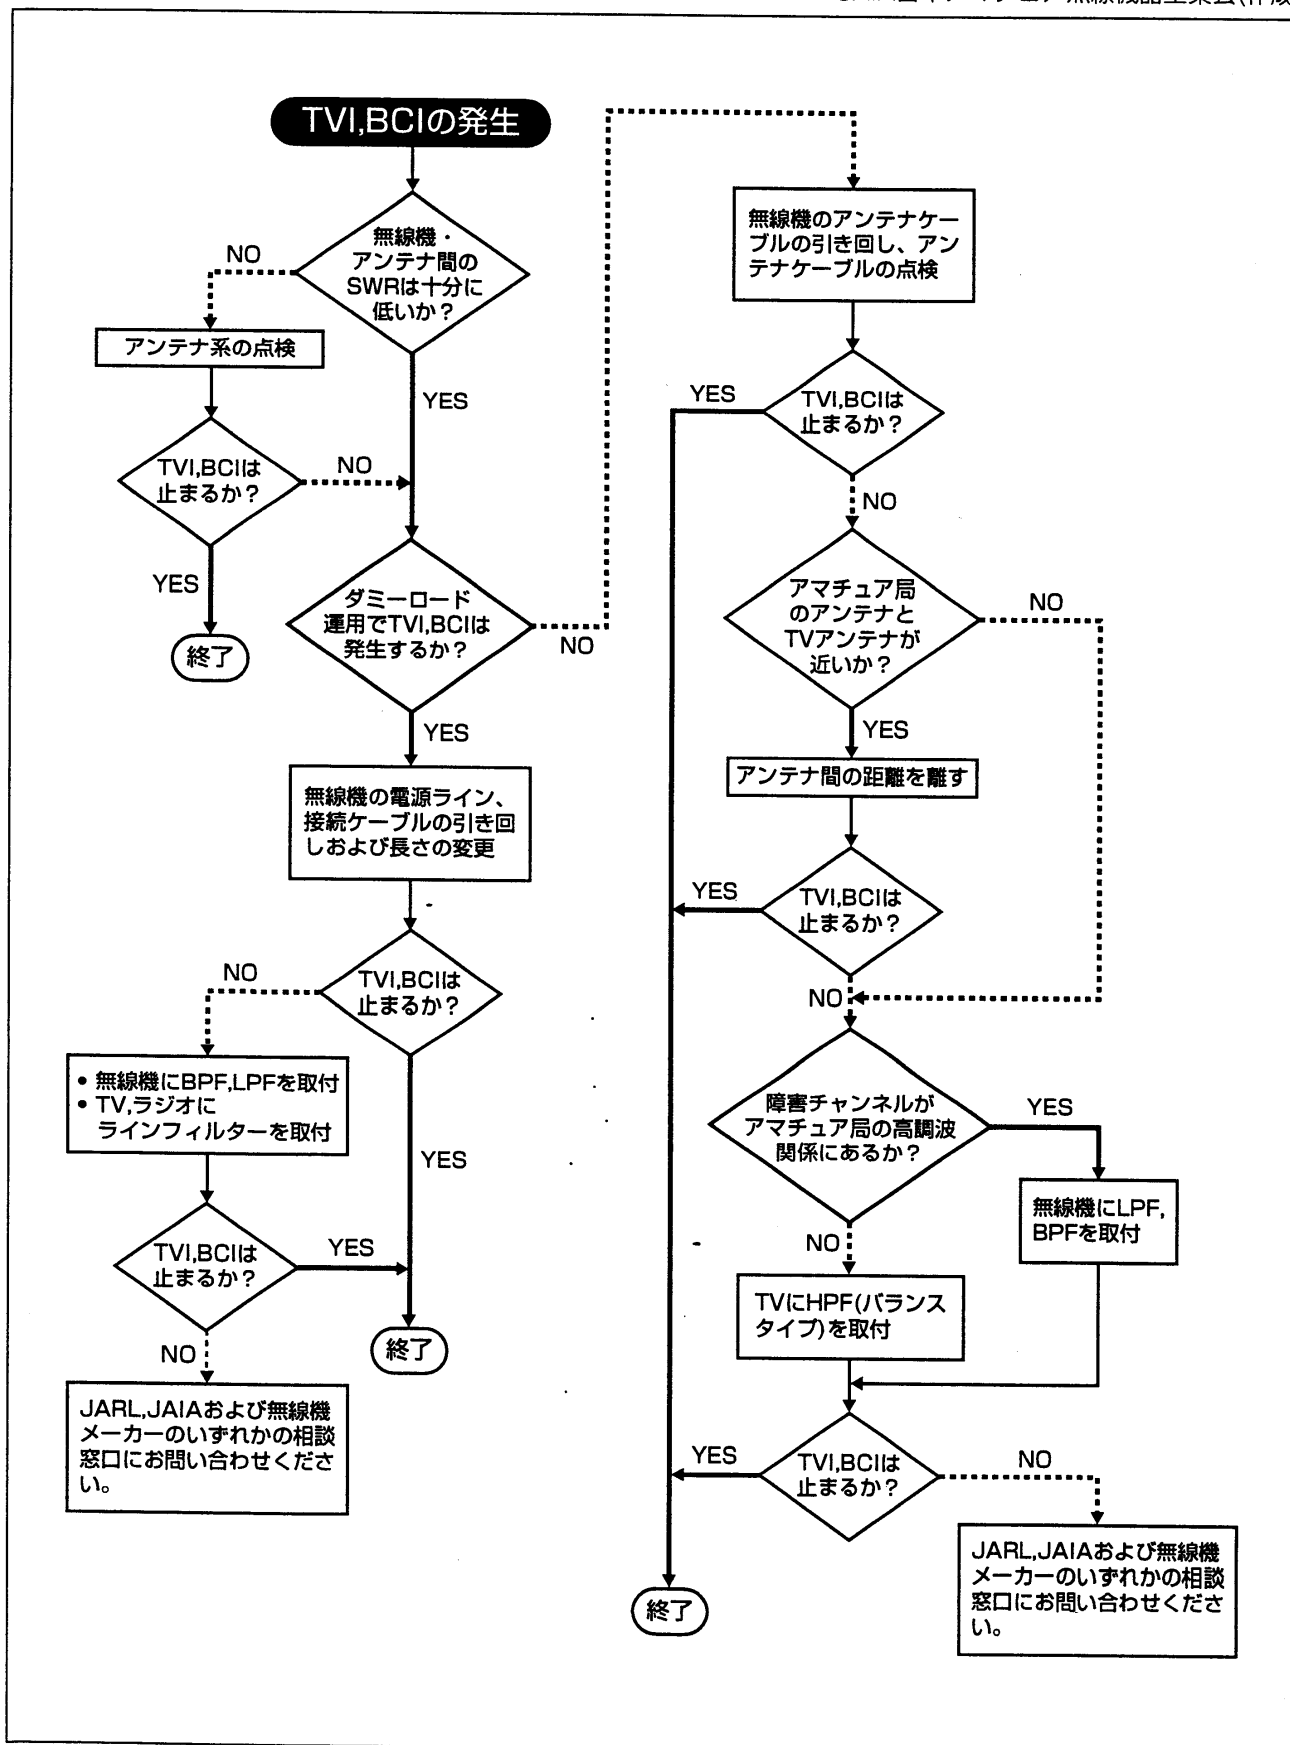 TVI,BCIの発生
無線機・
アンテナ間の
SWRは十分に
低いか？
NO
アンテナ系の点検
YES
TVI,BCIは
止まるか？
NO
YES
終了
ダミーロード
運用でTVI,BCIは
発生するか？
NO
YES
無線機の電源ライン、
接続ケーブルの引き回
しおよび長さの変更
TVI,BCIは
止まるか？
NO
• 無線機にBPF,LPFを取付
• TV,ラジオに
ラインフィルターを取付
YES
TVI,BCIは
止まるか？
YES
終了
NO
JARL,JAIAおよび無線機
メーカーのいずれかの相談
窓口にお問い合わせくださ
い。
無線機のアンテナケー
ブルの引き回し、アン
テナケーブルの点検
YES
TVI,BCIは
止まるか？
NO
アマチュア局
のアンテナと
TVアンテナが
近いか？
NO
YES
アンテナ間の距離を離す
YES
TVI,BCIは
止まるか？
NO
障害チャンネルが
アマチュア局の高調波
関係にあるか？
YES
無線機にLPF,
BPFを取付
NO
TVにHPF(バランス
タイプ)を取付
YES
TVI,BCIは
止まるか？
NO
終了
JARL,JAIAおよび無線機
メーカーのいずれかの相談
窓口にお問い合わせくださ
い。